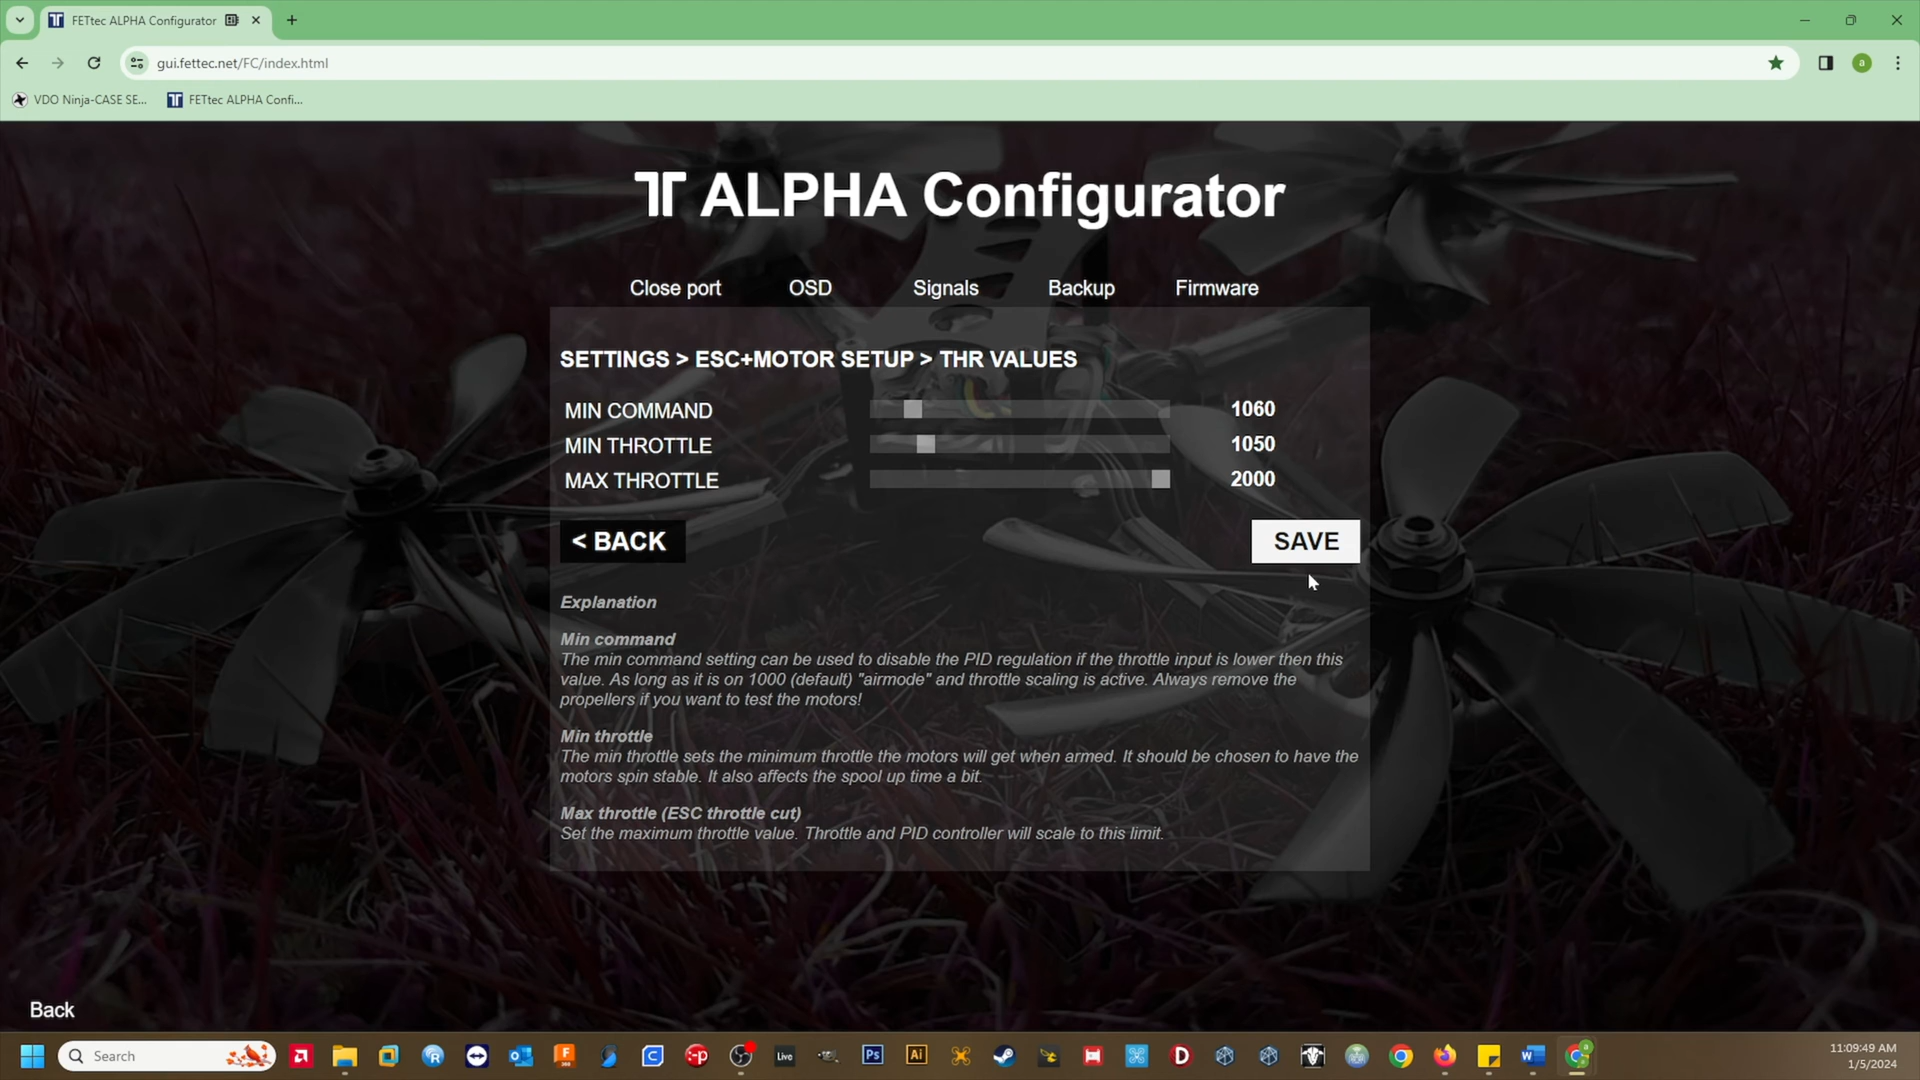 FETtec ALPHA Configurator
gui.fettec.net/FC/index.html
a
VDO Ninja-CASE SE...
FETtec ALPHA Confi...
ALPHA Configurator
Close port OSD Signals Backup Firmware
SETTINGS > ESC+MOTOR SETUP > THR VALUES
MIN COMMAND 1060
MIN THROTTLE 1050
MAX THROTTLE 2000
< BACK SAVE
Explanation
Min command
The min command setting can be used to disable the PID regulation if the throttle input is lower then this
value. As long as it is on 1000 (default) "airmode" and throttle scaling is active. Always remove the
propellers if you want to test the motors!
Min throttle
The min throttle sets the minimum throttle the motors will get when armed. It should be chosen to have the
motors spin stable. It also affects the spool up time a bit.
Max throttle (ESC throttle cut)
Set the maximum throttle value. Throttle and PID controller will scale to this limit.
Back
Search
Live
Ps
Ai
11:09:49 AM
1/5/2024